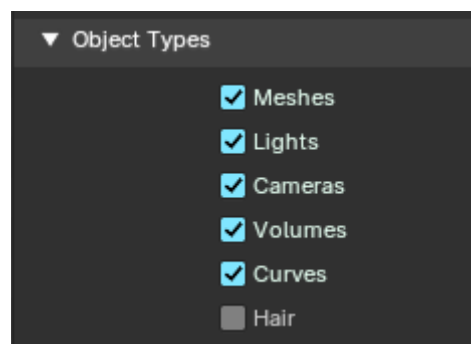 Object Types
Meshes
Lights
Cameras
Volumes
Curves
Hair